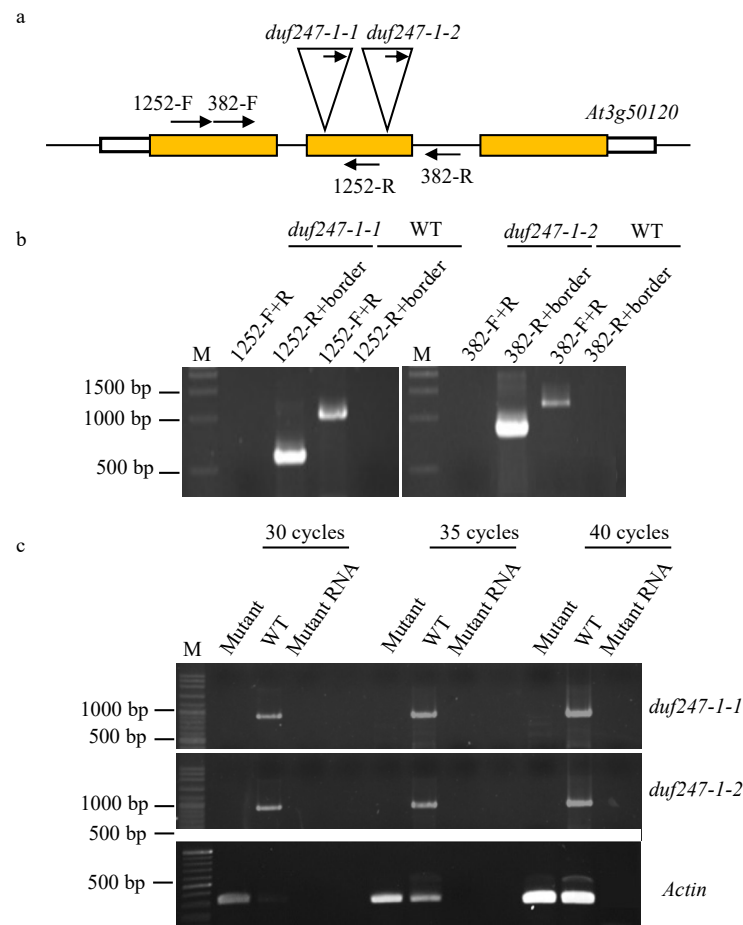 a
duf247-1-1 duf247-1-2
1252-F 382-F At3g50120
1252-R 382-R
b
duf247-1-1 WT duf247-1-2 WT
M 1252-F+R 1252-R+border 1252-F+R 1252-R+border M 382-F+R 382-R+border 382-F+R 382-R+border
1500 bp
1000 bp
500 bp
c
30 cycles 35 cycles 40 cycles
M Mutant WT Mutant RNA Mutant WT Mutant RNA Mutant WT Mutant RNA
1000 bp duf247-1-1
500 bp
1000 bp duf247-1-2
500 bp
500 bp Actin